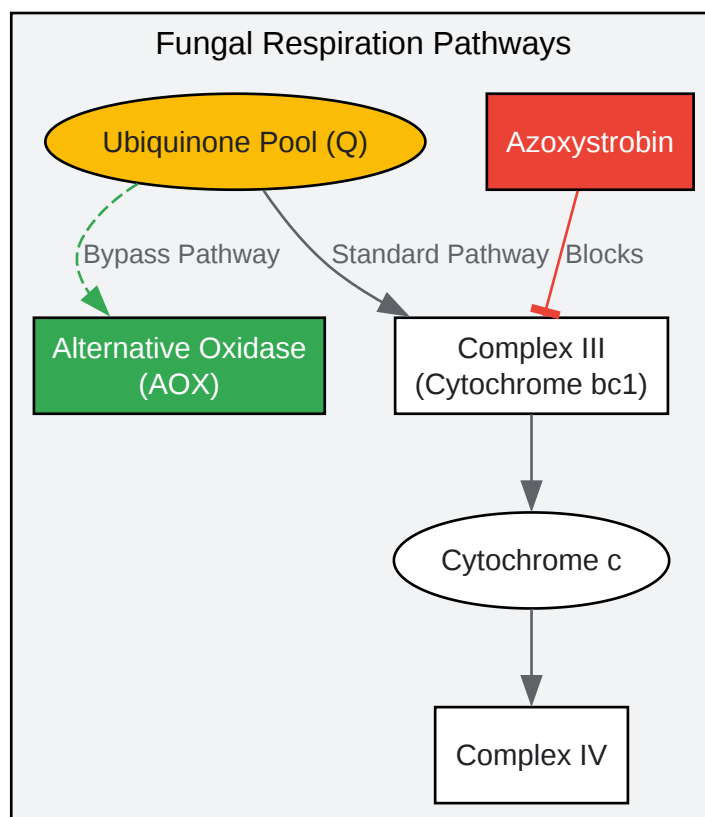 Fungal Respiration Pathways
Ubiquinone Pool (Q)
Azoxystrobin
Bypass Pathway
Standard Pathway
Blocks
Alternative Oxidase
(AOX)
Complex III
(Cytochrome bc1)
Cytochrome c
Complex IV